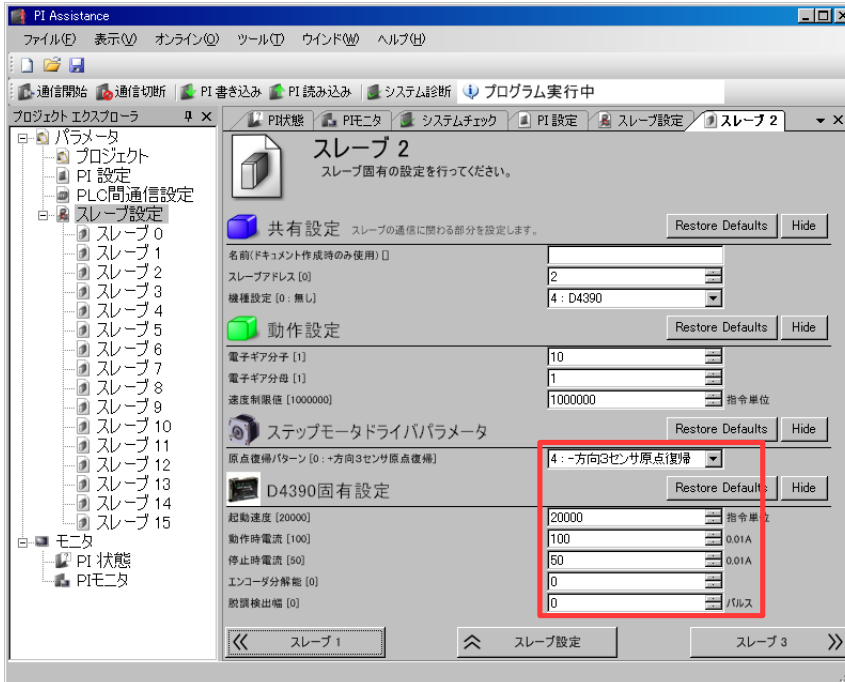 PI Assistance
ファイル(F) 表示(V) オンライン(O) ツール(T) ウインドﾞ(W) ヘルプ(H)
通信開始 通信切断 PI 書き込み PI 読み込み システム診断 プログラム実行中
プロジェクト エクスプローラ
パラメータ
プロジェクト
PI 設定
PLC間通信設定
スレーブ設定
スレーブ 0
スレーブ 1
スレーブ 2
スレーブ 3
スレーブ 4
スレーブ 5
スレーブ 6
スレーブ 7
スレーブ 8
スレーブ 9
スレーブ 10
スレーブ 11
スレーブ 12
スレーブ 13
スレーブ 14
スレーブ 15
モニタ
PI 状態
PIモニタ
PI状態 PIモニタ システムチェック PI 設定 スレーブ設定 スレーブ 2
スレーブ 2
スレーブ固有の設定を行ってください。
共有設定 スレーブの通信に関わる部分を設定します。 Restore Defaults Hide
名前(ドキュメント作成時のみ使用) []
スレーブアドレス [0] 2
機種設定 [0 : 無し] 4 : D4390
動作設定 Restore Defaults Hide
電子ギア分子 [1] 10
電子ギア分母 [1] 1
速度制限値 [1000000] 1000000 指令単位
ステップモータドライバパラメータ Restore Defaults Hide
原点復帰パターン [0 : +方向3センサ原点復帰] 4 : -方向3センサ原点復帰
D4390固有設定 Restore Defaults Hide
起動速度 [20000] 20000 指令単位
動作時電流 [100] 100 0.01A
停止時電流 [50] 50 0.01A
エンコーダ分解能 [0] 0
脱調検出幅 [0] 0 パルス
スレーブ 1 スレーブ設定 スレーブ 3